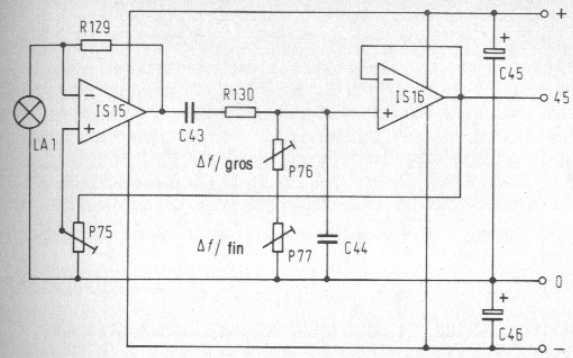 R129
+
+
C45
−
IS15
+
LA1
C43
R130
−
IS16
+
45
Δf/gros
P76
P75
Δf/fin
P77
C44
0
+
C46
−